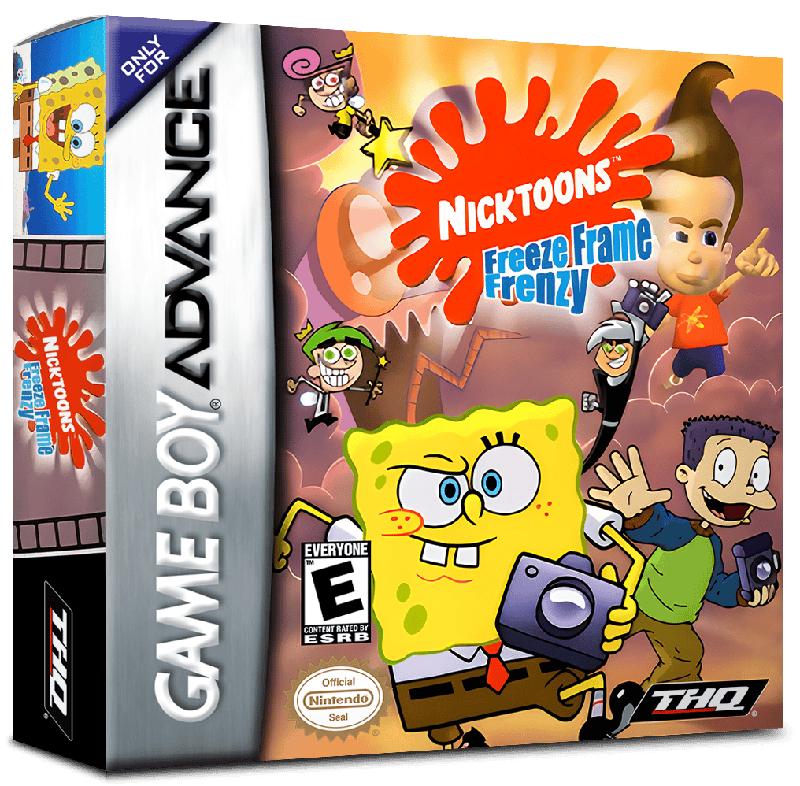 ONLY
FOR
GAME BOY ADVANCE
®
NICKTOONS™
Freeze Frame
Frenzy
NICKTOONS
Freeze Frame
Frenzy
EVERYONE
™
E
CONTENT RATED BY
ESRB
Official
Nintendo
Seal
®
THQ
®
THQ
®